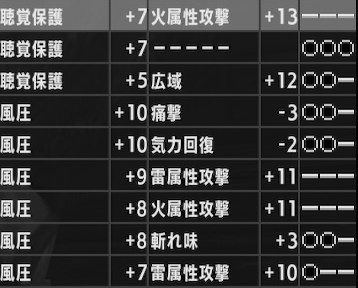 聴覚保護 +7 火属性攻撃 +13 ---
聴覚保護 +7 ----- ○○○
聴覚保護 +5 広域 +12 ○○-
風圧 +10 痛撃 -3 ○○-
風圧 +10 気力回復 -2 ○○-
風圧 +9 雷属性攻撃 +11 ---
風圧 +8 火属性攻撃 +11 ---
風圧 +8 斬れ味 +3 ○○-
風圧 +7 雷属性攻撃 +10 ○--